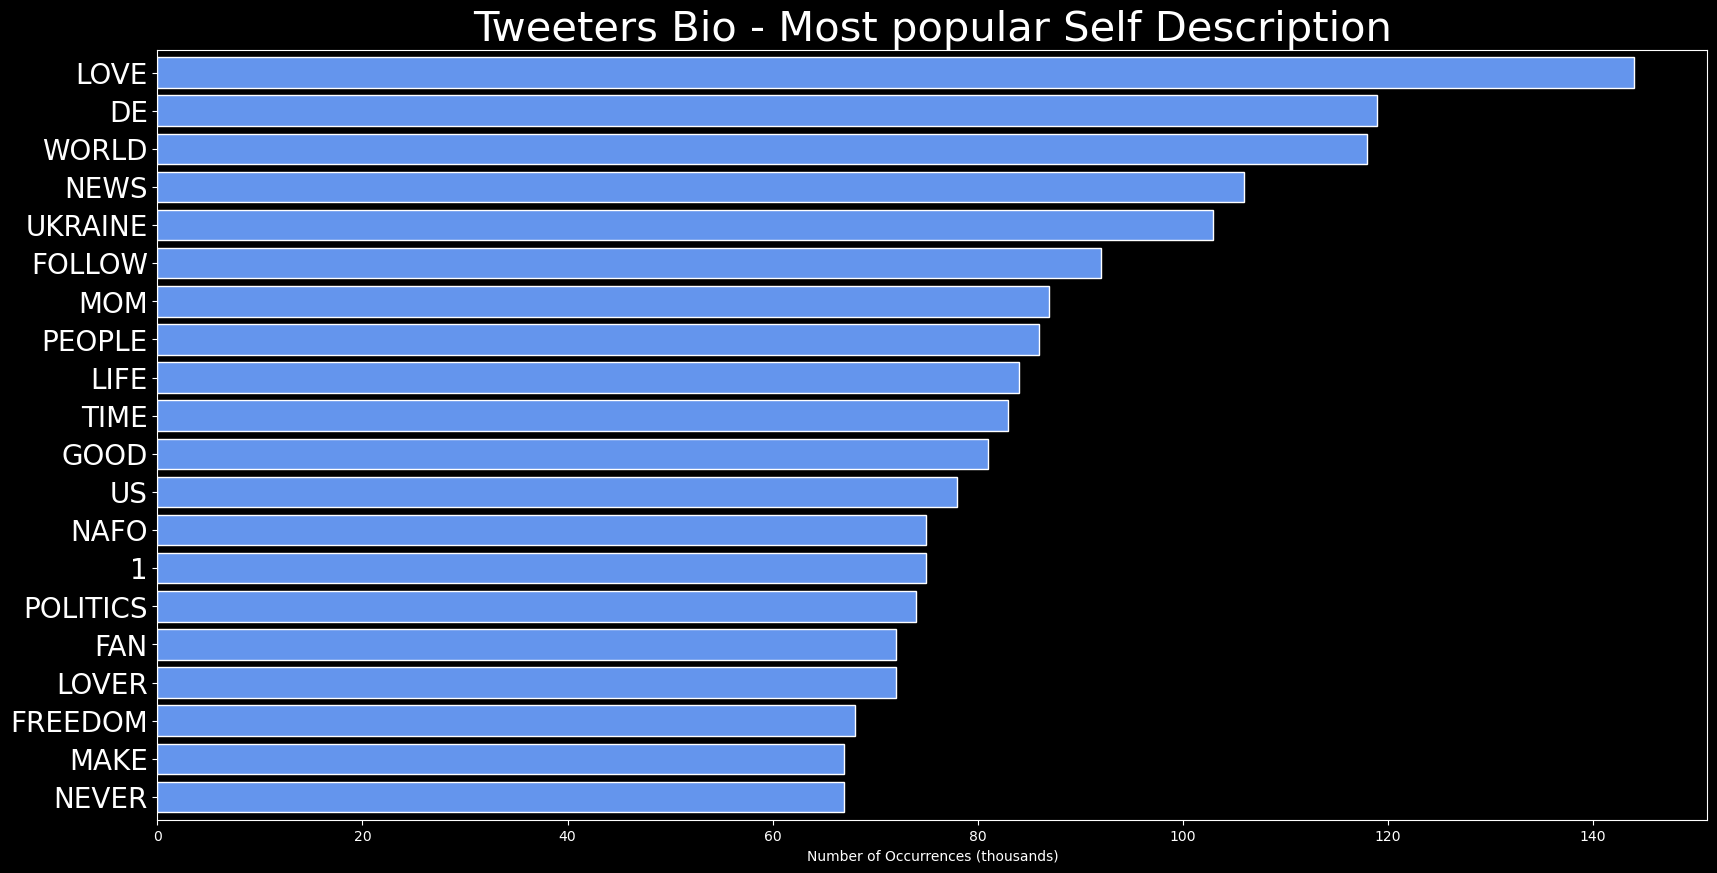 Tweeters Bio - Most popular Self Description
LOVE
DE
WORLD
NEWS
UKRAINE
FOLLOW
MOM
PEOPLE
LIFE
TIME
GOOD
US
NAFO
1
POLITICS
FAN
LOVER
FREEDOM
MAKE
NEVER
0 20 40 60 80 100 120 140
Number of Occurrences (thousands)